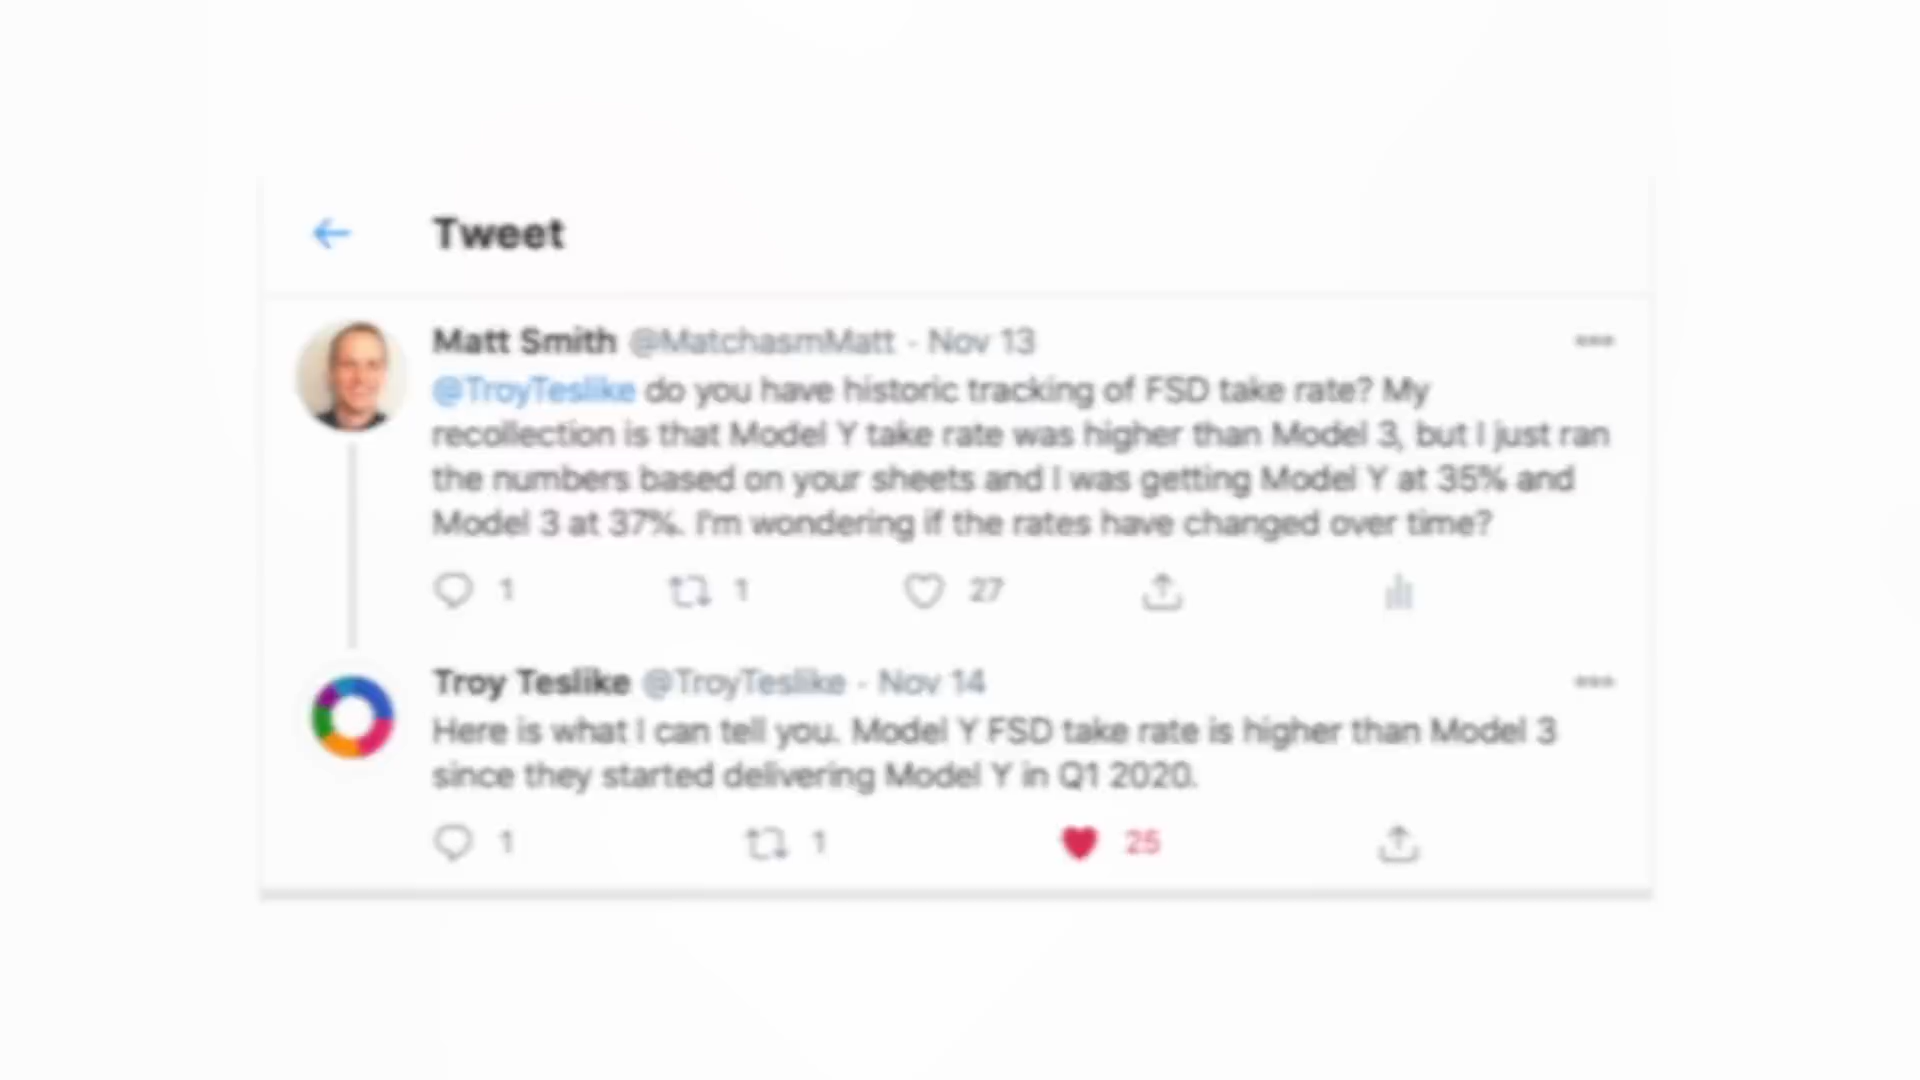 Tweet
Matt Smith @MatchasmMatt · Nov 13
@TroyTeslike do you have historic tracking of FSD take rate? My
recollection is that Model Y take rate was higher than Model 3, but I just ran
the numbers based on your sheets and I was getting Model Y at 35% and
Model 3 at 37%. I'm wondering if the rates have changed over time?
1 1 27
Troy Teslike @TroyTeslike · Nov 14
Here is what I can tell you. Model Y FSD take rate is higher than Model 3
since they started delivering Model Y in Q1 2020.
1 1 25